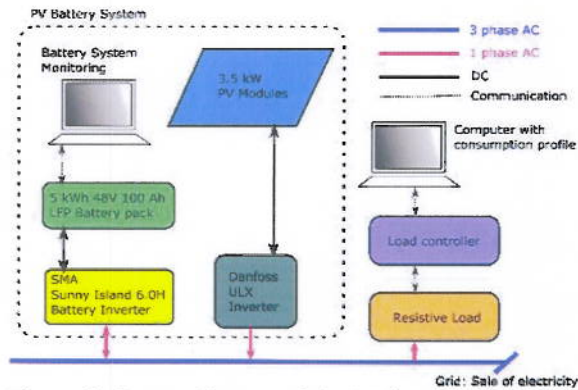 PV Battery System
Battery System
Monitoring
3.5 kW
PV Modules
3 phase AC
1 phase AC
DC
Communication
Computer with
consumption profile
5 kWh 48V 100 Ah
LFP Battery pack
Load controller
SMA
Sunny Island 6.0H
Battery Inverter
Danfoss
ULX
Inverter
Resistive Load
Grid: Sale of electricity